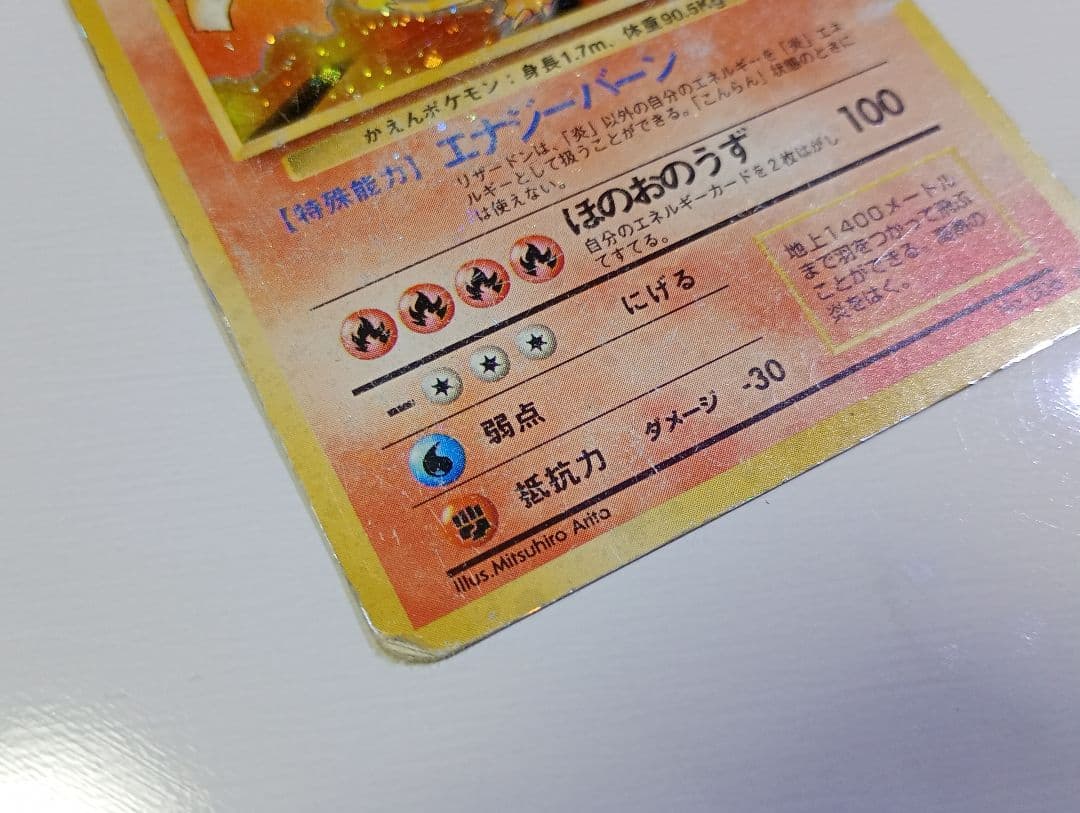 かえんポケモン：身長1.7m、体重90.5Kg
【特殊能力】 エナジーバーン
リザードンは、「炎」以外の自分のエネルギーを「炎」エネ
ルギーとして扱うことができる。「こんらん」状態のときに
は使えない。
ほのおのうず 100
自分のエネルギーカードを2枚はがし
てすてる。
にげる
弱点
抵抗力 ダメージ -30
地上1400メートル
まで羽をつかって飛ぶ
ことができる。高熱の
炎をはく。
Illus.Mitsuhiro Arita